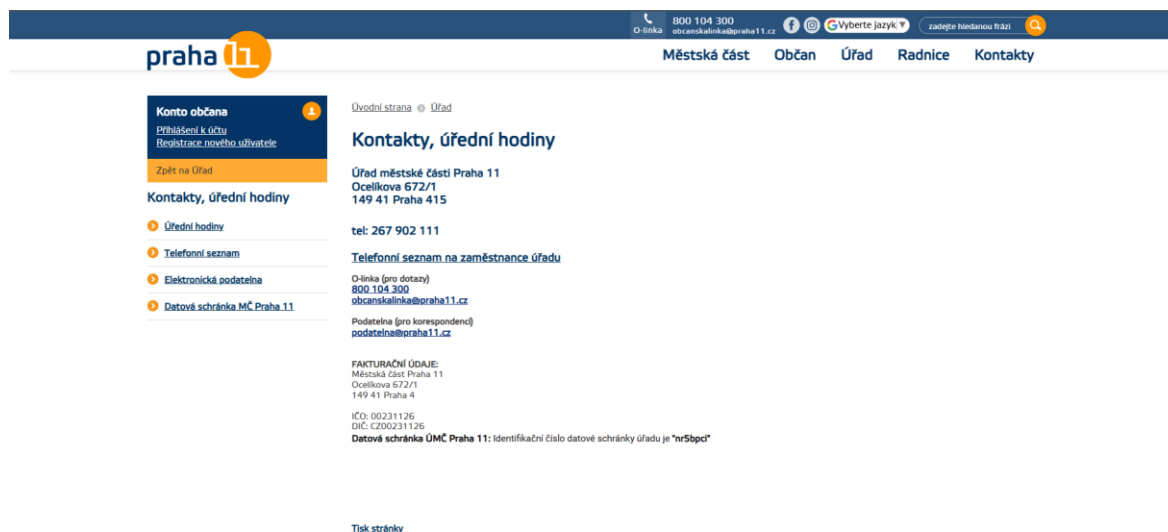 O-linka
800 104 300
obcanskalinka@praha11.cz
Vyberte jazyk ▼
zadejte hledanou frázi
praha 11
Městská část Občan Úřad Radnice Kontakty
Konto občana
Přihlášení k účtu
Registrace nového uživatele
Zpět na Úřad
Kontakty, úřední hodiny
Úřední hodiny
Telefonní seznam
Elektronická podatelna
Datová schránka MČ Praha 11
Úvodní strana Úřad
Kontakty, úřední hodiny
Úřad městské části Praha 11
Ocelíkova 672/1
149 41 Praha 415
tel: 267 902 111
Telefonní seznam na zaměstnance úřadu
O-linka (pro dotazy)
800 104 300
obcanskalinka@praha11.cz
Podatelna (pro korespondenci)
podatelna@praha11.cz
FAKTURAČNÍ ÚDAJE:
Městská část Praha 11
Ocelíkova 672/1
149 41 Praha 4
IČO: 00231126
DIČ: CZ00231126
Datová schránka ÚMČ Praha 11: Identifikační číslo datové schránky úřadu je "nr5bpci"
Tisk stránky